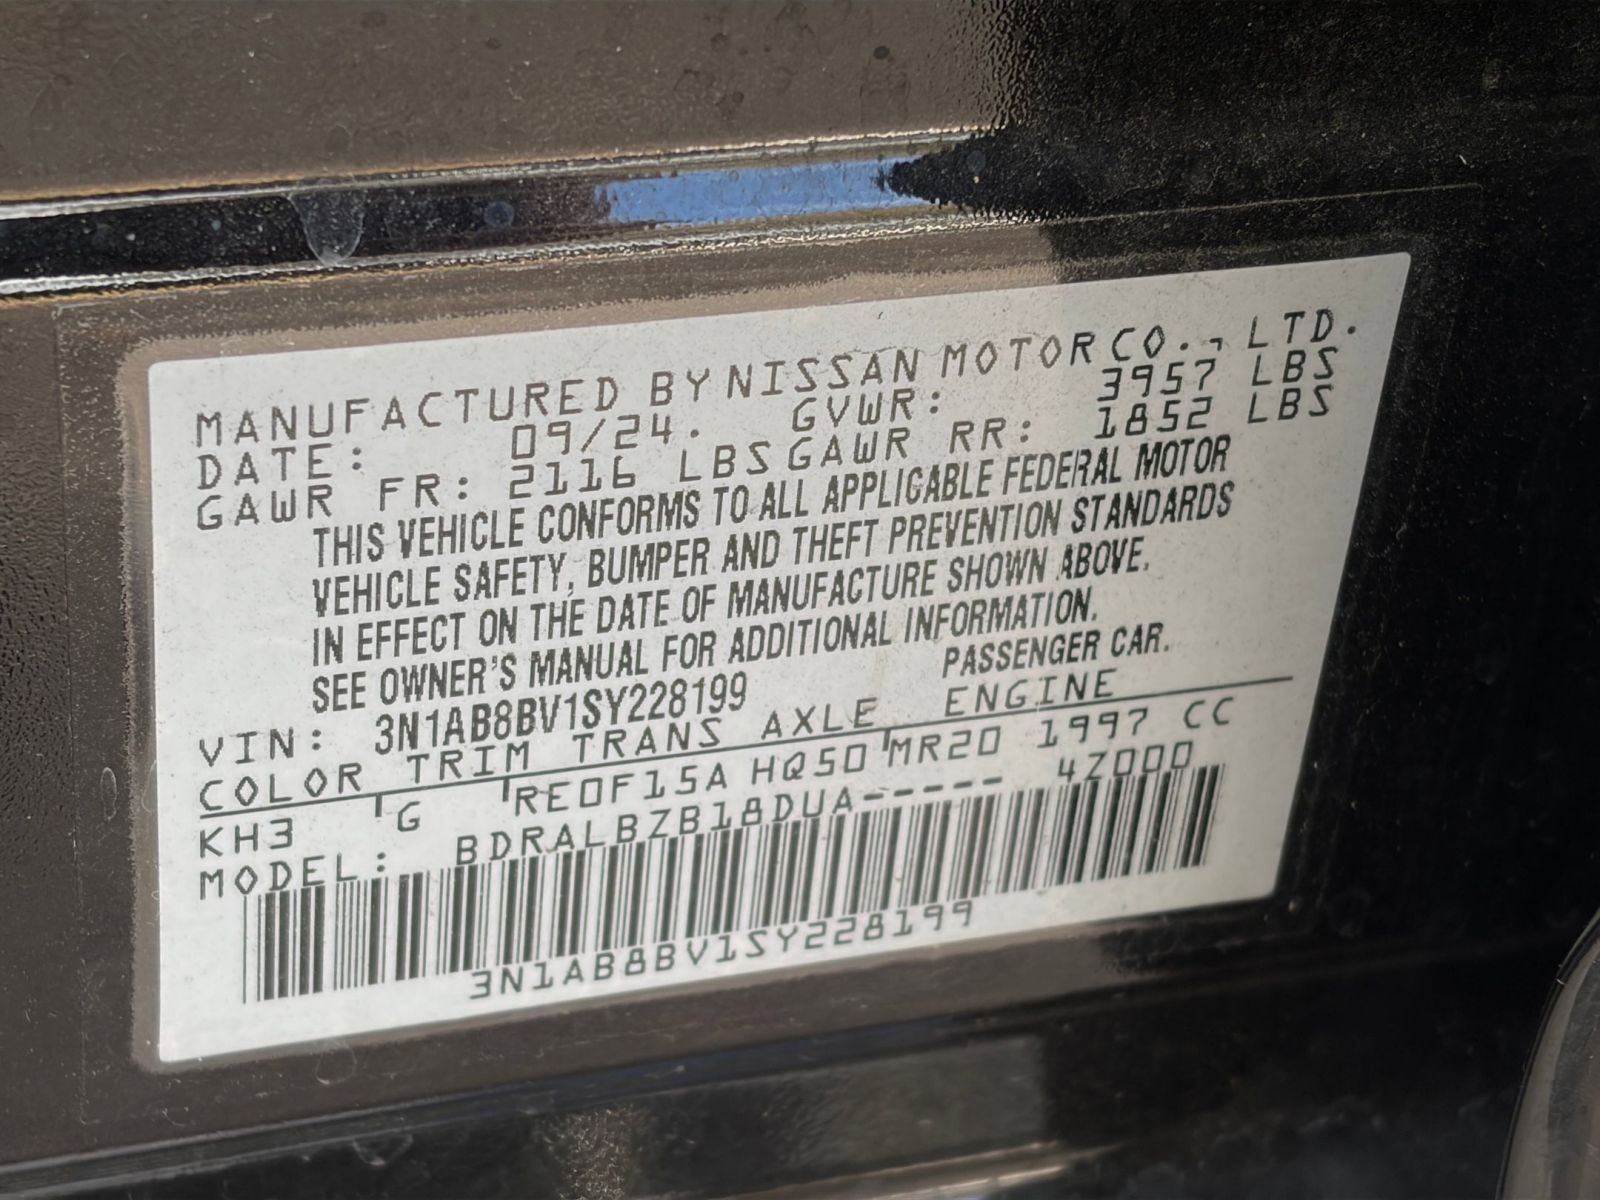 MANUFACTURED BY NISSAN MOTOR CO., LTD.
DATE: 09/24. GVWR: 3957 LBS
GAWR FR: 2116 LBS GAWR RR: 1852 LBS
THIS VEHICLE CONFORMS TO ALL APPLICABLE FEDERAL MOTOR
VEHICLE SAFETY, BUMPER AND THEFT PREVENTION STANDARDS
IN EFFECT ON THE DATE OF MANUFACTURE SHOWN ABOVE.
SEE OWNER'S MANUAL FOR ADDITIONAL INFORMATION.
VIN: 3N1AB8BV1SY228199 PASSENGER CAR.
COLOR TRIM TRANS AXLE ENGINE
KH3 G RE0F15A HQ50 MR20 1997 CC
MODEL: BDRALBZB18DUA----- 4Z000
3N1AB8BV1SY228199